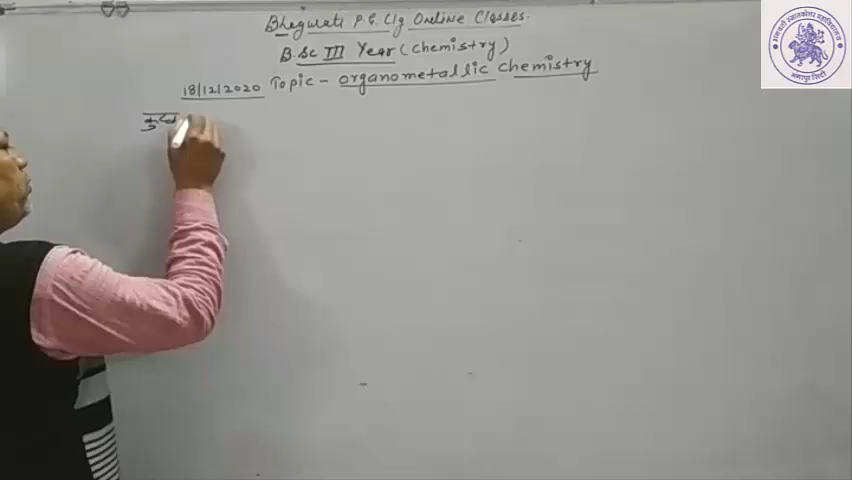 Bhagwati P.G. Clg Online Classes.
B.Sc III Year (Chemistry)
18/12/2020 Topic - organometallic Chemistry